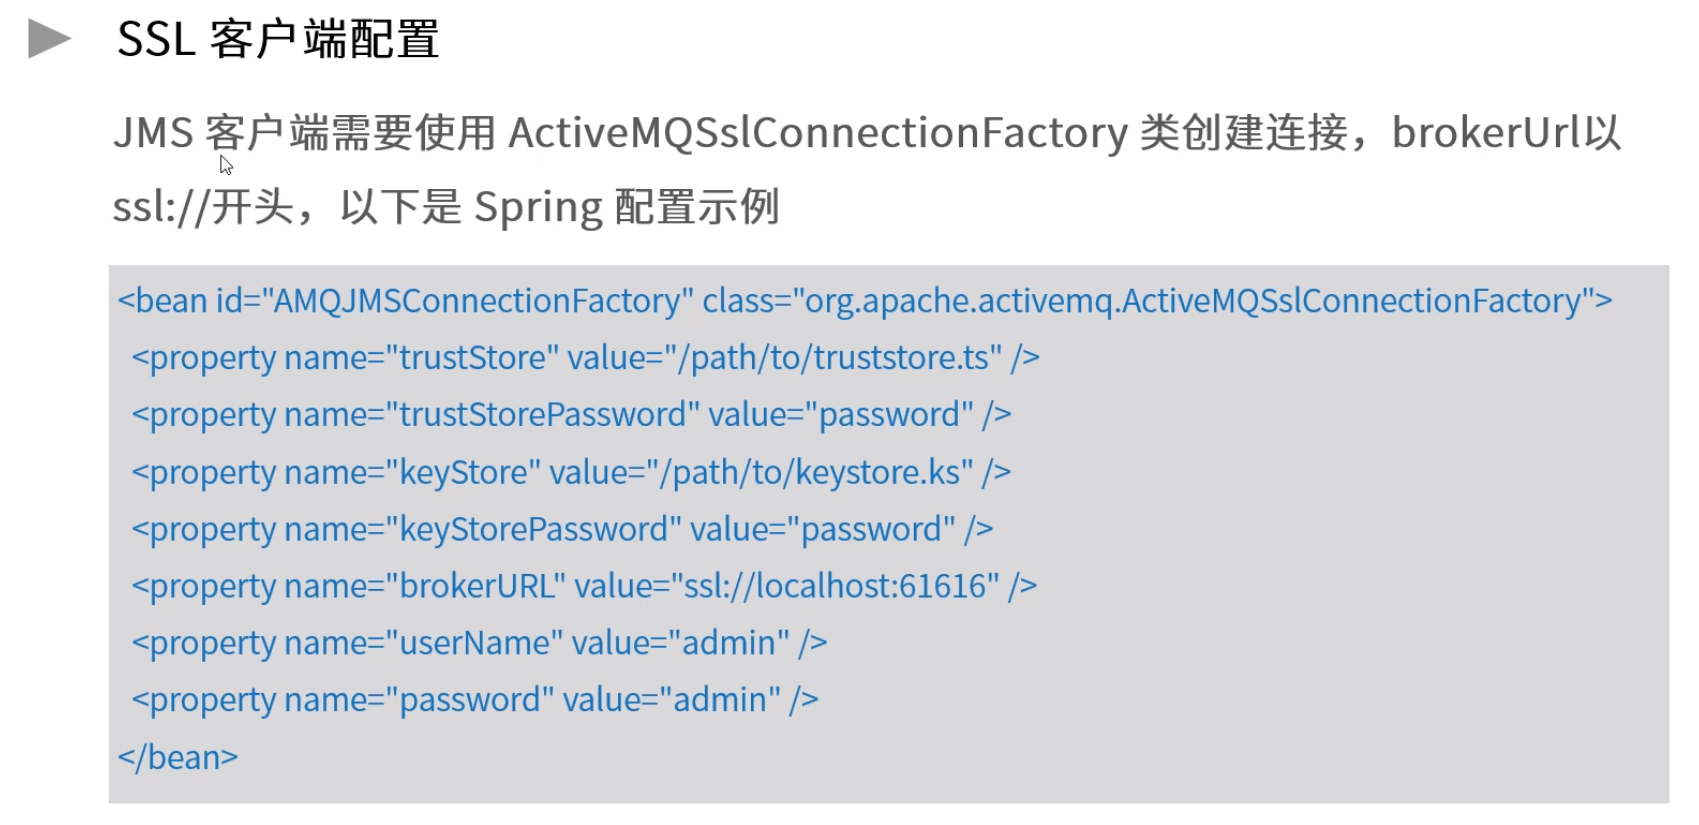 SSL 客户端配置
JMS 客户端需要使用 ActiveMQSslConnectionFactory 类创建连接，brokerUrl以
ssl://开头，以下是 Spring 配置示例
<bean id="AMQJMSConnectionFactory" class="org.apache.activemq.ActiveMQSslConnectionFactory">
<property name="trustStore" value="/path/to/truststore.ts" />
<property name="trustStorePassword" value="password" />
<property name="keyStore" value="/path/to/keystore.ks" />
<property name="keyStorePassword" value="password" />
<property name="brokerURL" value="ssl://localhost:61616" />
<property name="userName" value="admin" />
<property name="password" value="admin" />
</bean>